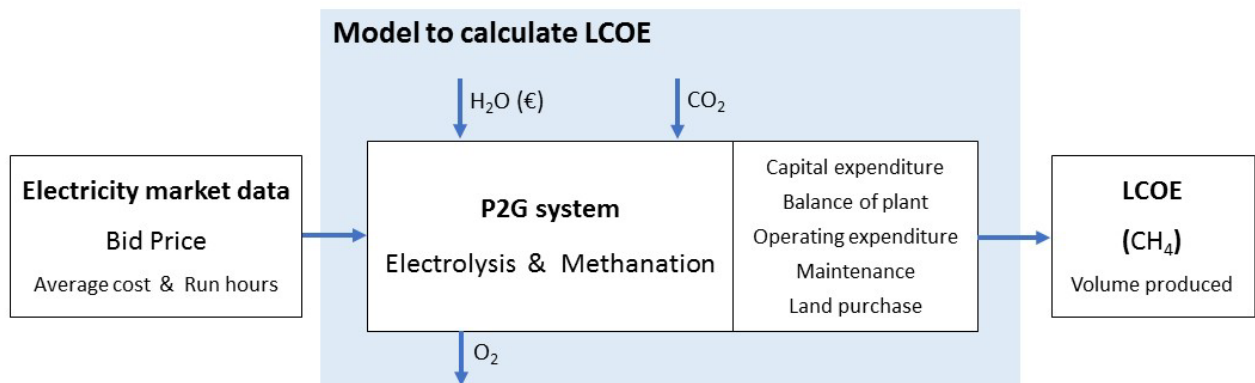 Model to calculate LCOE
H₂O (€)
CO₂
Electricity market data
Bid Price
Average cost & Run hours
P2G system
Electrolysis & Methanation
Capital expenditure
Balance of plant
Operating expenditure
Maintenance
Land purchase
LCOE
(CH₄)
Volume produced
O₂